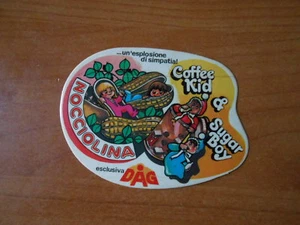 ...un'esplosione
di simpatia!
NOCCIOLINA
Coffee
Kid
&
Sugar
Boy
esclusiva DAG